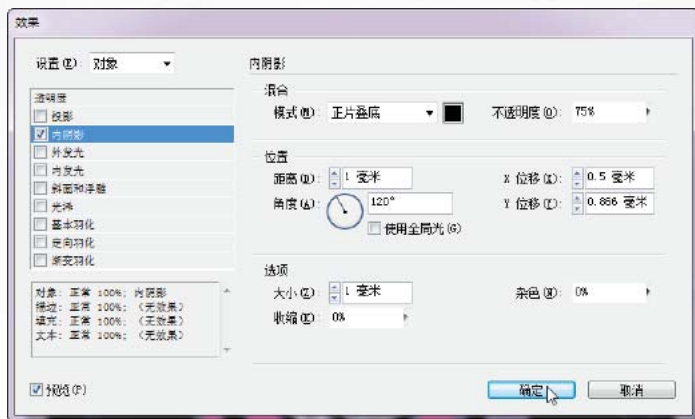 效果
设置(E): 对象
透明度
投影
内阴影
外发光
内发光
斜面和浮雕
光泽
基本羽化
定向羽化
渐变羽化
对象: 正常 100%; 内阴影
描边: 正常 100%; (无效果)
填充: 正常 100%; (无效果)
文本: 正常 100%; (无效果)
预览(P)
内阴影
混合
模式(M): 正片叠底 不透明度(O): 75%
位置
距离(D): 1 毫米 X 位移(X): 0.5 毫米
角度(A): 120° Y 位移(Y): 0.866 毫米
使用全局光(G)
选项
大小(Z): 1 毫米 杂色(N): 0%
收缩(K): 0%
确定 取消